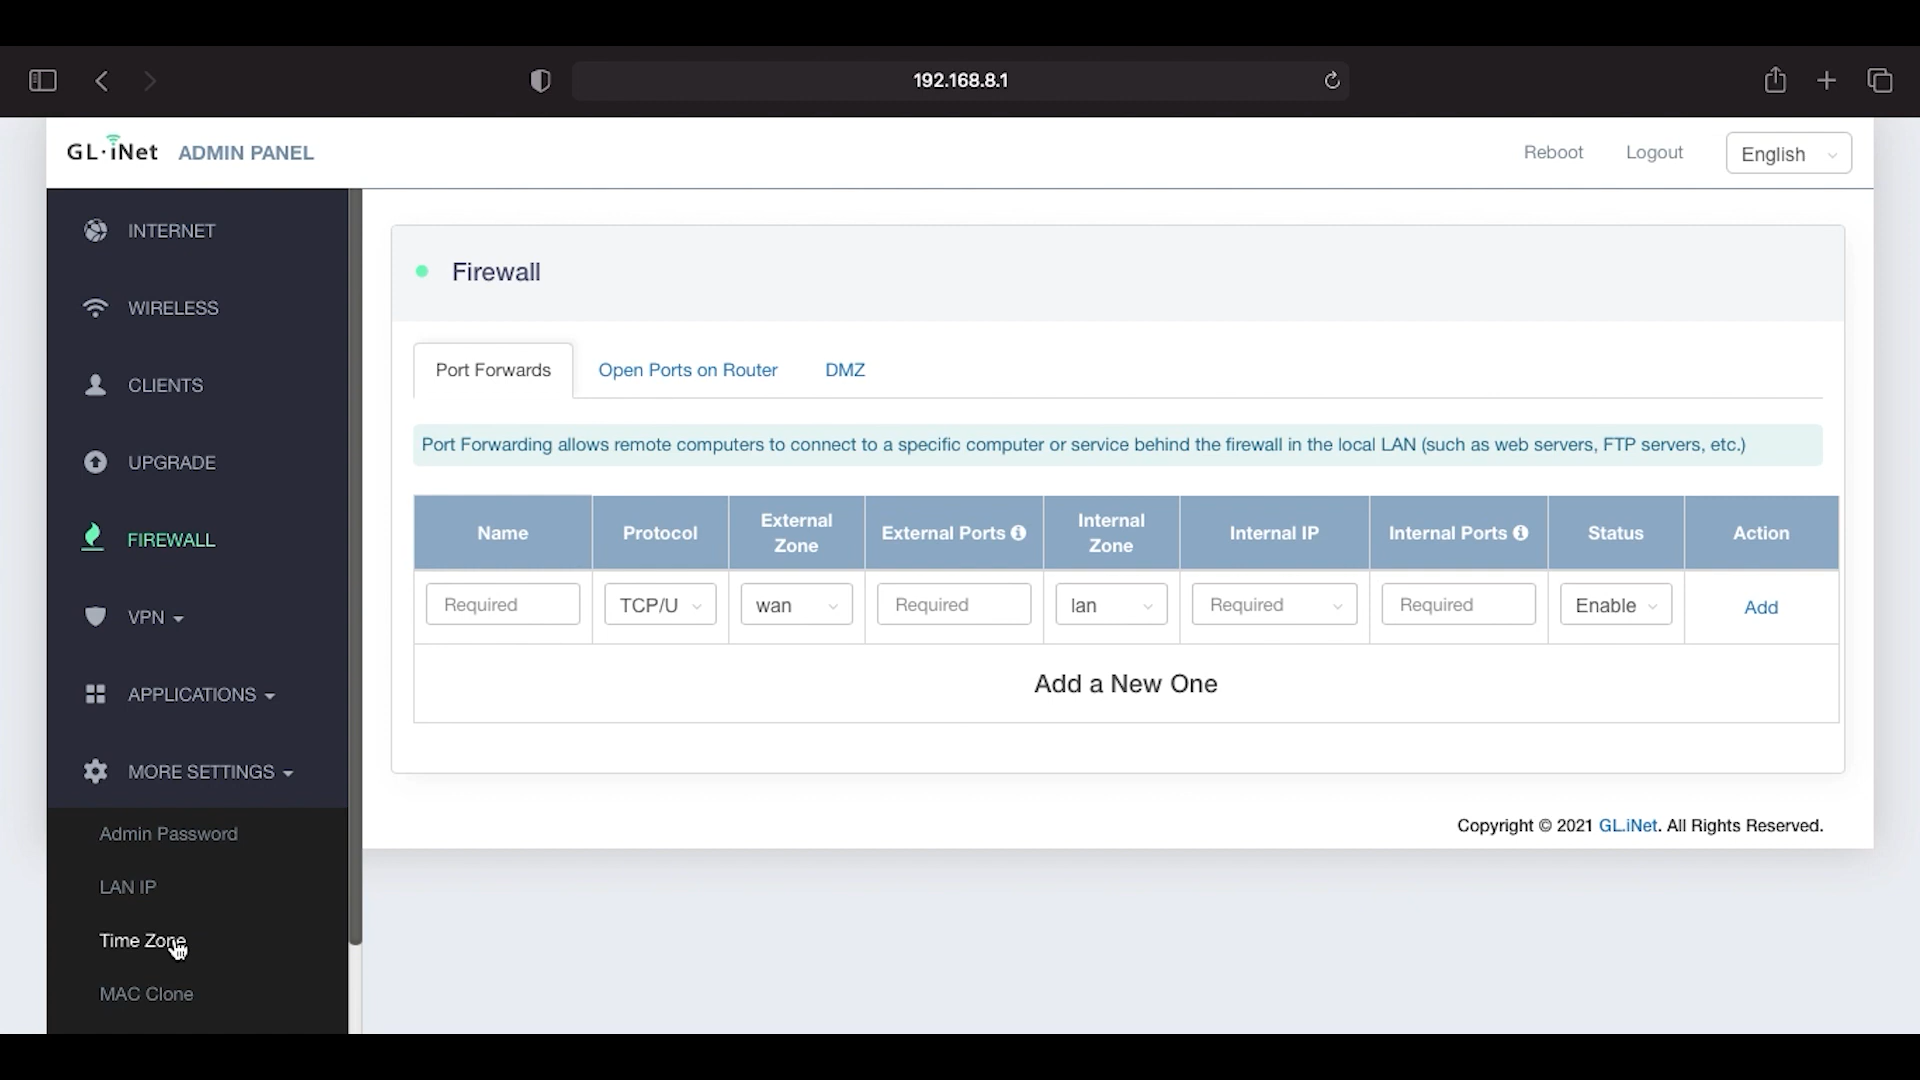 192.168.8.1
GL·iNet ADMIN PANEL
Reboot
Logout
English
INTERNET
WIRELESS
CLIENTS
UPGRADE
FIREWALL
VPN
APPLICATIONS
MORE SETTINGS
Admin Password
LAN IP
Time Zone
MAC Clone
Firewall
Port Forwards
Open Ports on Router
DMZ
Port Forwarding allows remote computers to connect to a specific computer or service behind the firewall in the local LAN (such as web servers, FTP servers, etc.)
Name
Protocol
External
Zone
External Ports
Internal
Zone
Internal IP
Internal Ports
Status
Action
Required
TCP/U
wan
Required
lan
Required
Required
Enable
Add
Add a New One
Copyright © 2021 GL.iNet. All Rights Reserved.